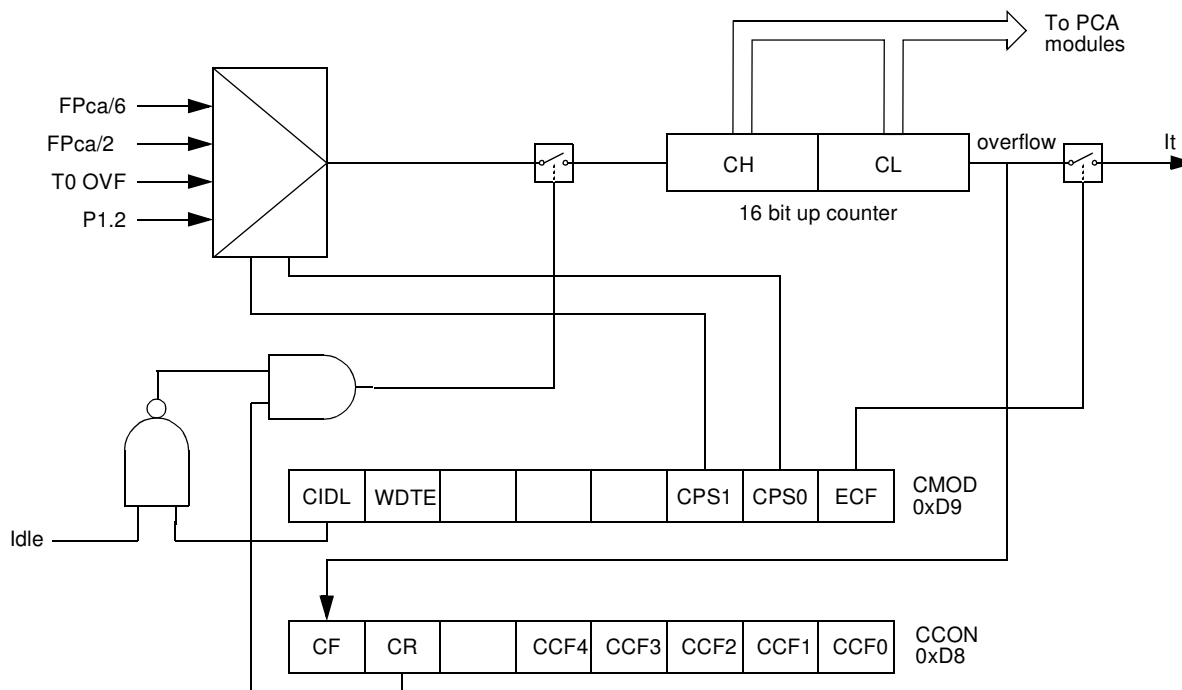 To PCA
modules
FPca/6
FPca/2
T0 OVF
P1.2
CH
CL
overflow
It
16 bit up counter
CIDL
WDTE
CPS1
CPS0
ECF
CMOD
0xD9
Idle
CF
CR
CCF4
CCF3
CCF2
CCF1
CCF0
CCON
0xD8